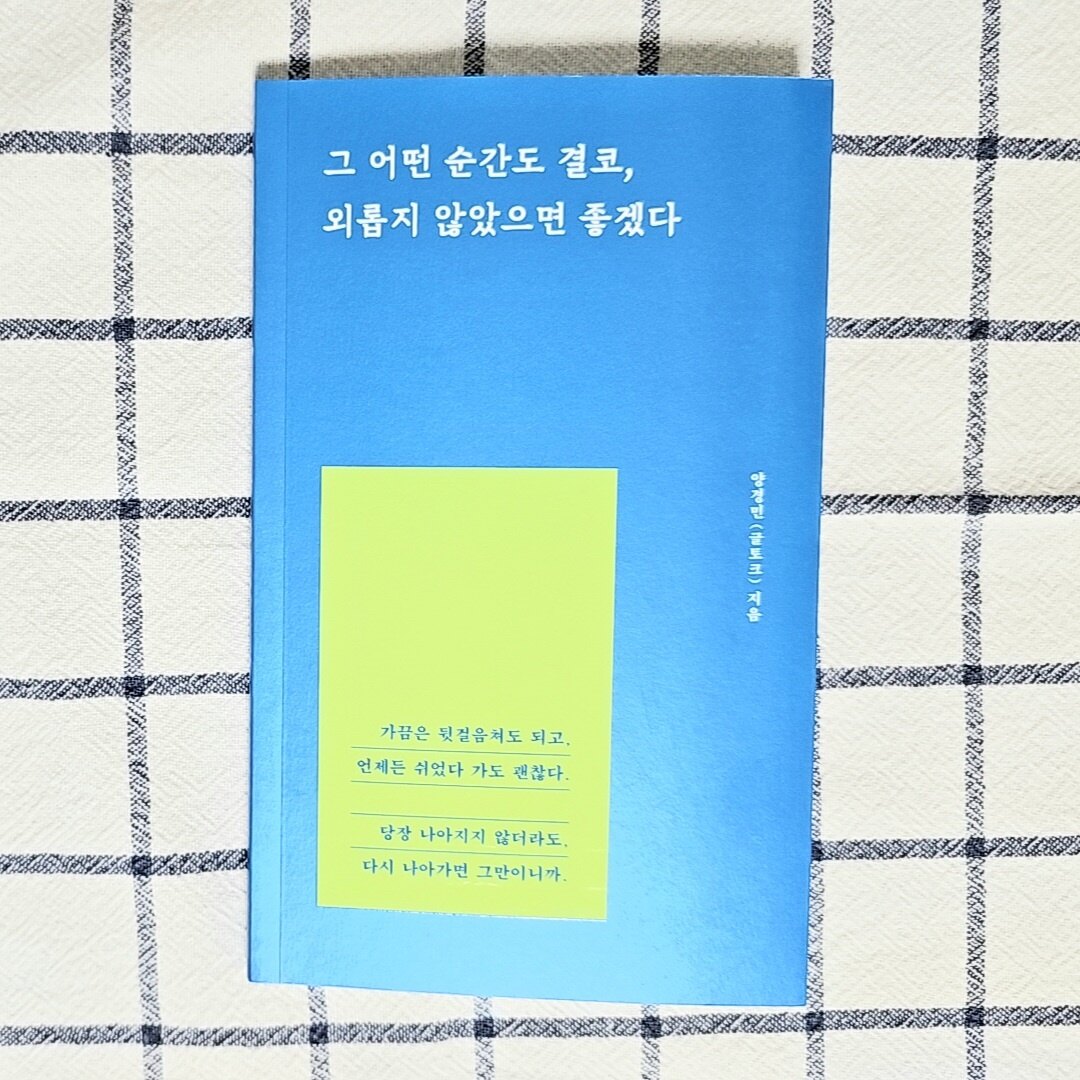 그 어떤 순간도 결코,
외롭지 않았으면 좋겠다
양경민(글토크) 지음
가끔은 뒷걸음쳐도 되고,
언제든 쉬었다 가도 괜찮다.
당장 나아지지 않더라도,
다시 나아가면 그만이니까.